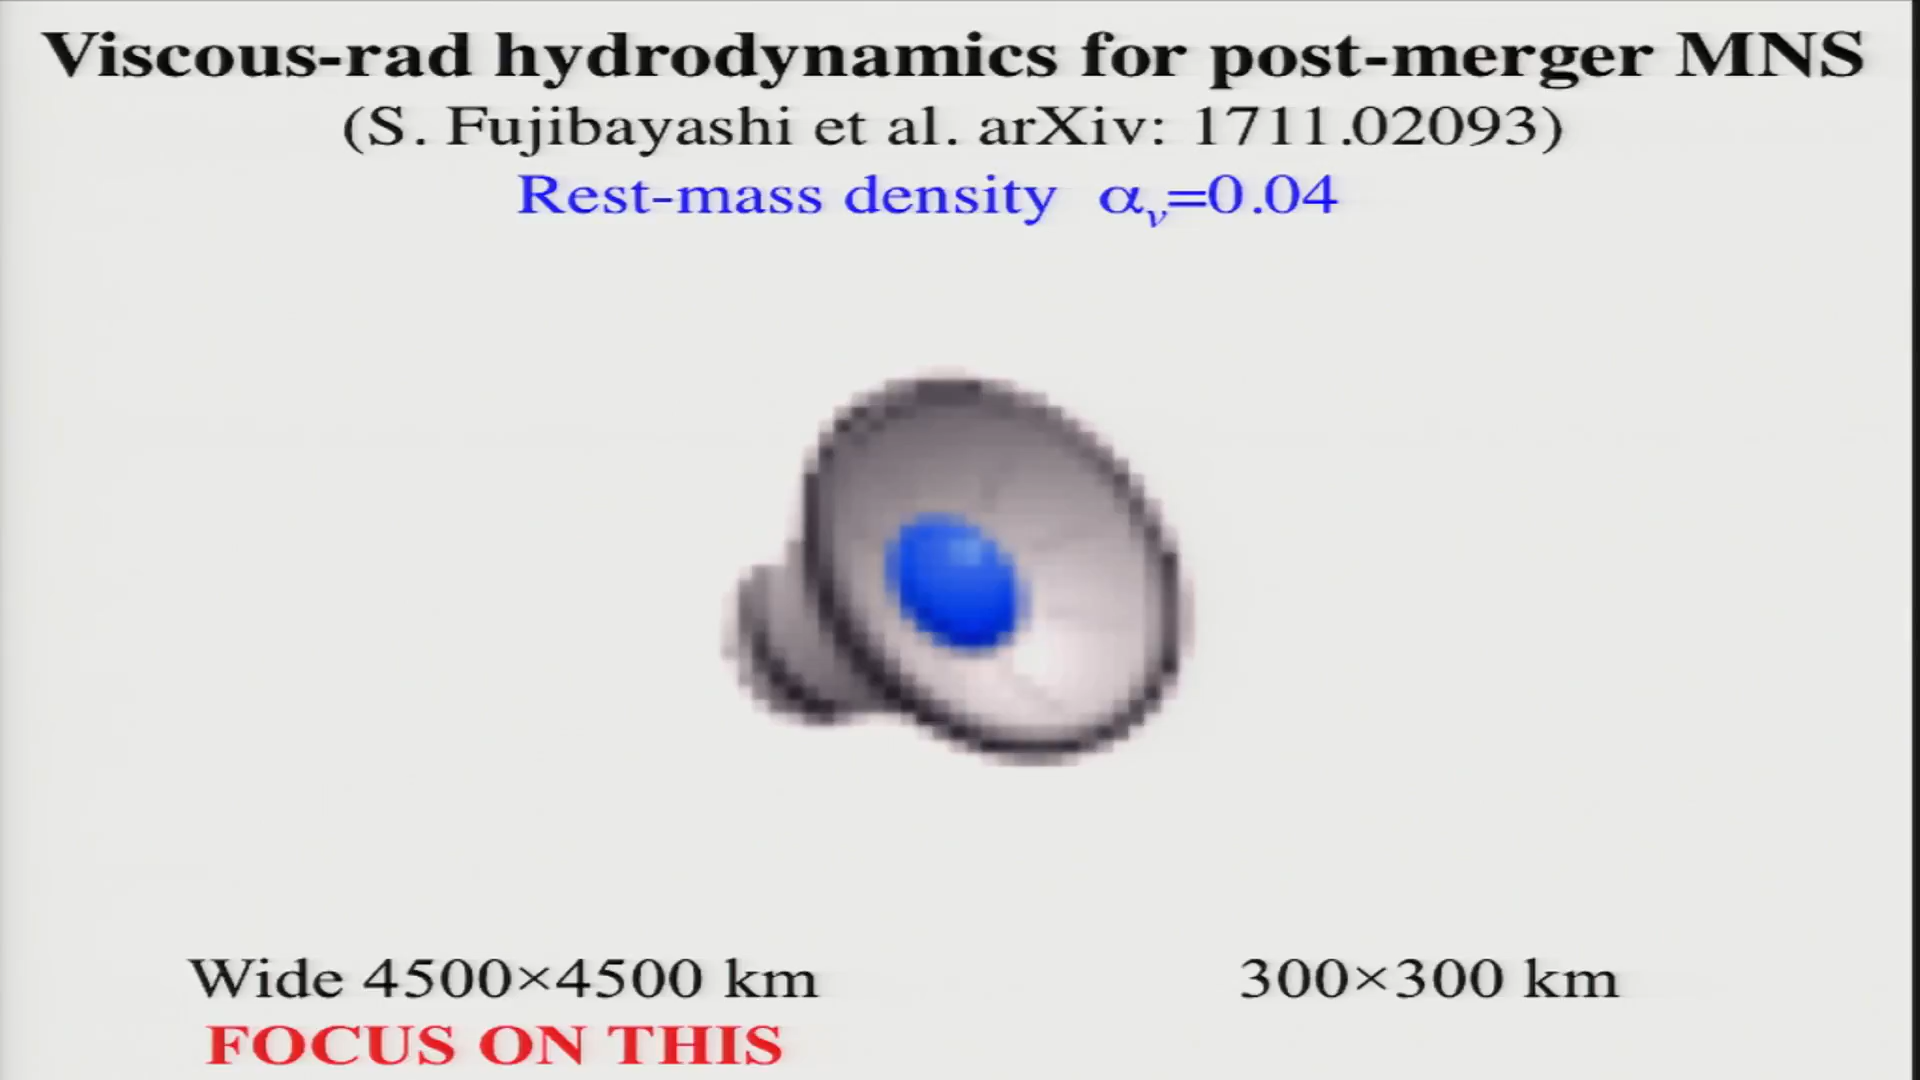 Viscous-rad hydrodynamics for post-merger MNS
(S. Fujibayashi et al. arXiv: 1711.02093)
Rest-mass density αᵥ=0.04
Wide 4500×4500 km
300×300 km
FOCUS ON THIS